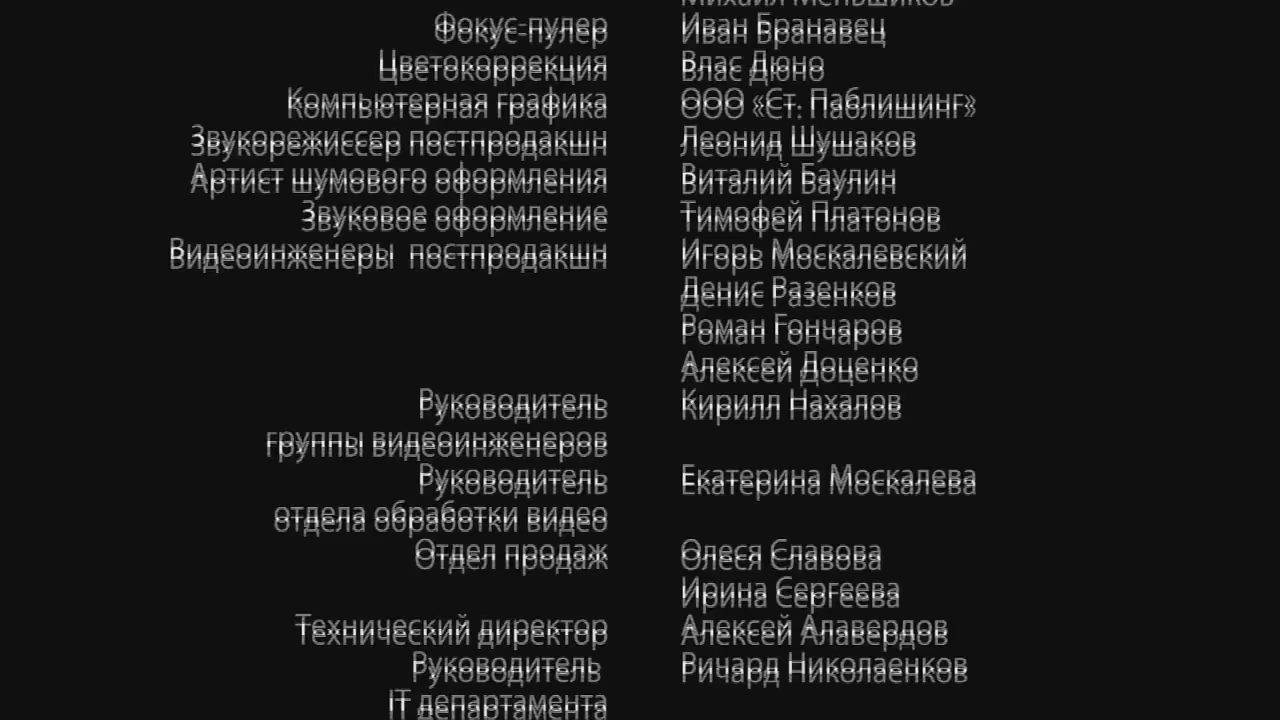 Михаил Меньшиков
Фокус-пулер Иван Бранавец
Цветокоррекция Влас Дюно
Компьютерная графика ООО «Ст. Паблишинг»
Звукорежиссер постпродакшн Леонид Шушаков
Артист шумового оформления Виталий Баулин
Звуковое оформление Тимофей Платонов
Видеоинженеры постпродакшн Игорь Москалевский
Денис Разенков
Роман Гончаров
Алексей Доценко
Руководитель Кирилл Нахалов
группы видеоинженеров
Руководитель Екатерина Москалева
отдела обработки видео
Отдел продаж Олеся Славова
Ирина Сергеева
Технический директор Алексей Алавердов
Руководитель Ричард Николаенков
IT департамента